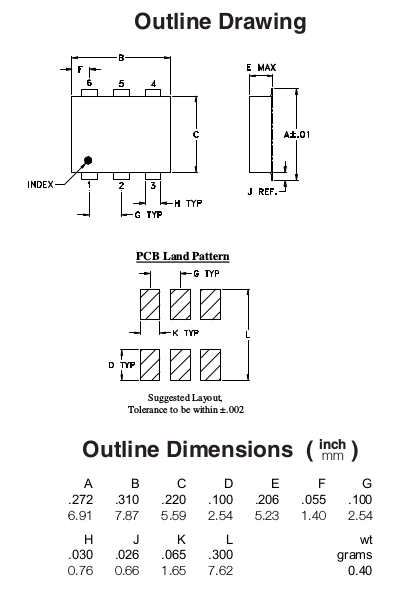 Outline Drawing
B
F
E MAX
6 5 4
C
A±.01
INDEX
1 2 3
H TYP
G TYP
J REF.
PCB Land Pattern
G TYP
K TYP
L
D TYP
Suggested Layout,
Tolerance to be within ±.002
Outline Dimensions ( inch
mm )
A B C D E F G
.272 .310 .220 .100 .206 .055 .100
6.91 7.87 5.59 2.54 5.23 1.40 2.54
H J K L wt
.030 .026 .065 .300 grams
0.76 0.66 1.65 7.62 0.40